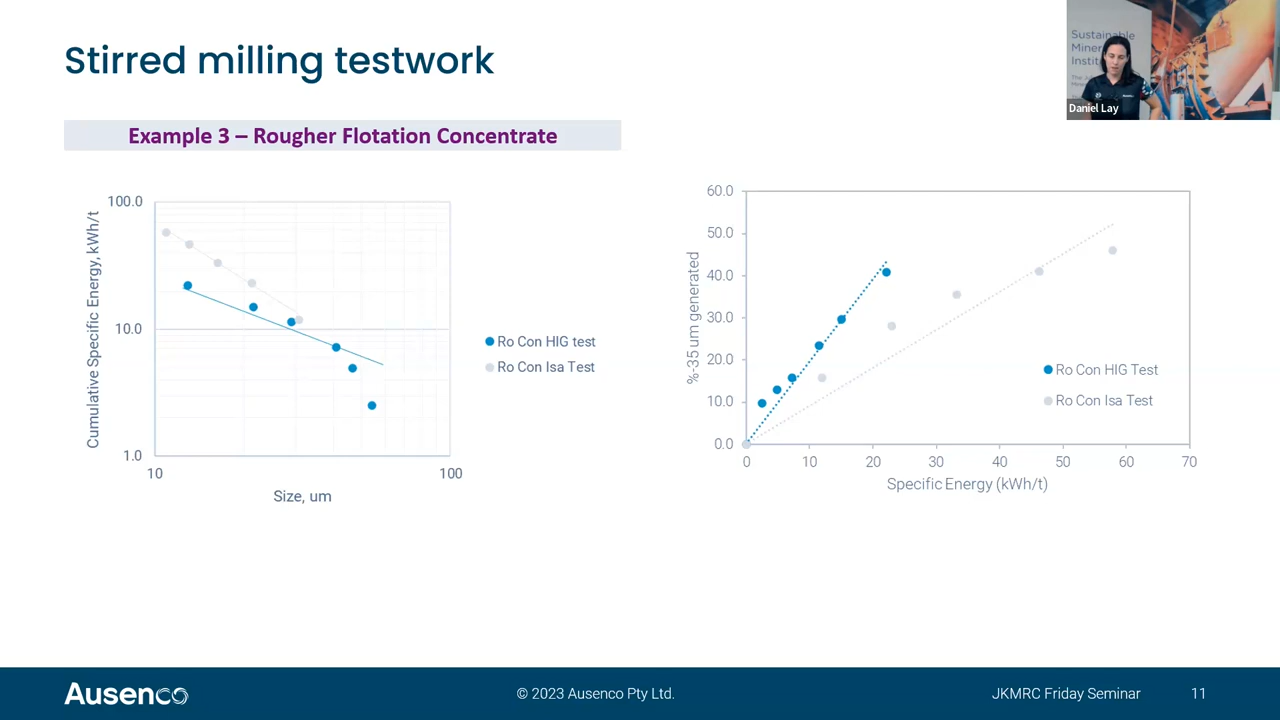 Stirred milling testwork
Sustainable
Daniel Lay
Example 3 – Rougher Flotation Concentrate
Cumulative Specific Energy, kWh/t
100.0
10.0
1.0
10
100
Size, um
Ro Con HIG test
Ro Con Isa Test
%-35 um generated
60.0
50.0
40.0
30.0
20.0
10.0
0.0
0
10
20
30
40
50
60
70
Specific Energy (kWh/t)
Ro Con HIG Test
Ro Con Isa Test
Ausenco
© 2023 Ausenco Pty Ltd.
JKMRC Friday Seminar
11